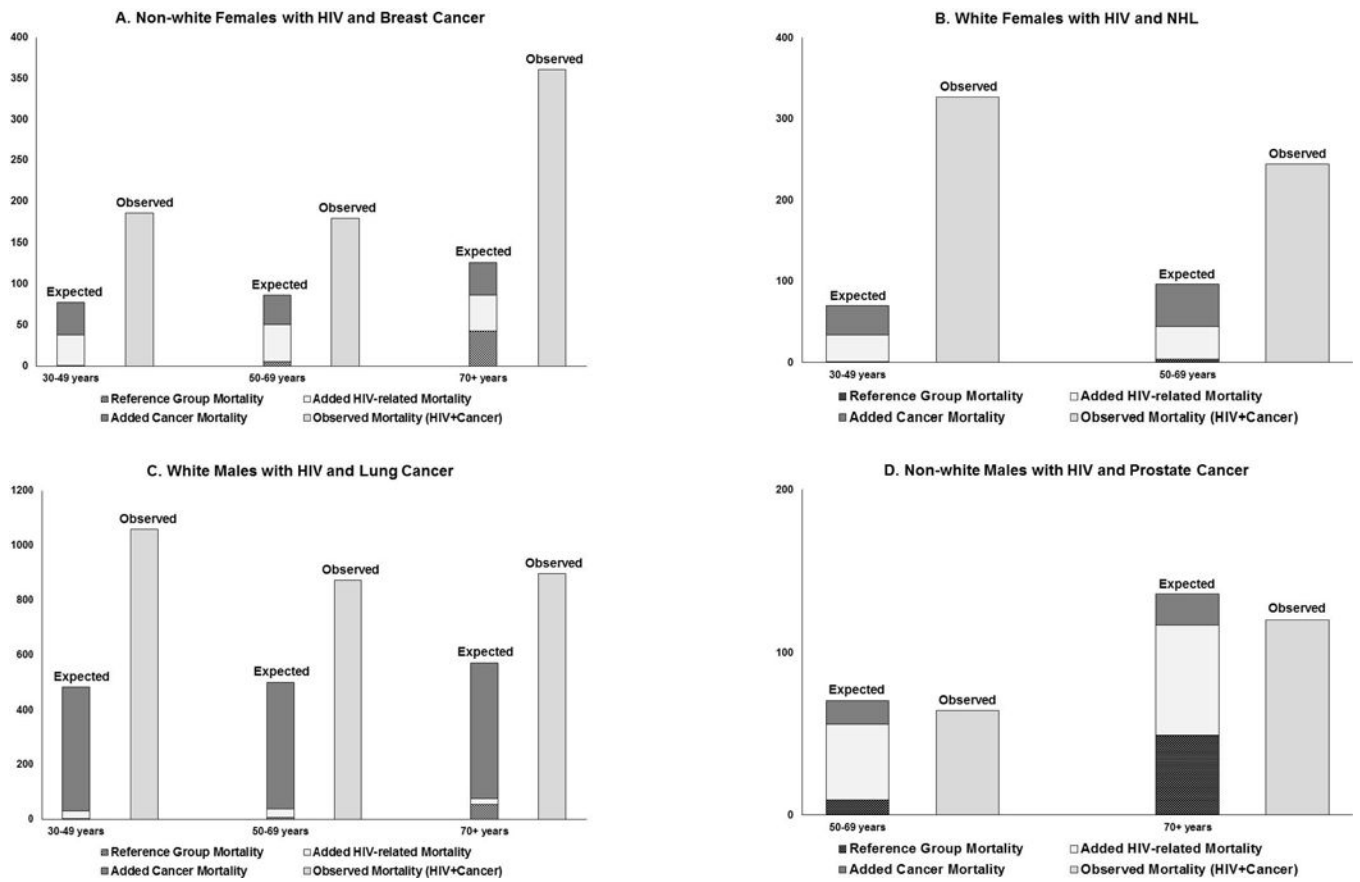 A. Non-white Females with HIV and Breast Cancer
400
350
300
250
200
150
100
50
0
Expected
Observed
Expected
Observed
Expected
Observed
30-49 years
50-69 years
70+ years
Reference Group Mortality
Added HIV-related Mortality
Added Cancer Mortality
Observed Mortality (HIV+Cancer)
B. White Females with HIV and NHL
400
300
200
100
0
Expected
Observed
Expected
Observed
30-49 years
50-69 years
Reference Group Mortality
Added HIV-related Mortality
Added Cancer Mortality
Observed Mortality (HIV+Cancer)
C. White Males with HIV and Lung Cancer
1200
1000
800
600
400
200
0
Expected
Observed
Expected
Observed
Expected
Observed
30-49 years
50-69 years
70+ years
Reference Group Mortality
Added HIV-related Mortality
Added Cancer Mortality
Observed Mortality (HIV+Cancer)
D. Non-white Males with HIV and Prostate Cancer
200
100
0
Expected
Observed
Expected
Observed
50-69 years
70+ years
Reference Group Mortality
Added HIV-related Mortality
Added Cancer Mortality
Observed Mortality (HIV+Cancer)